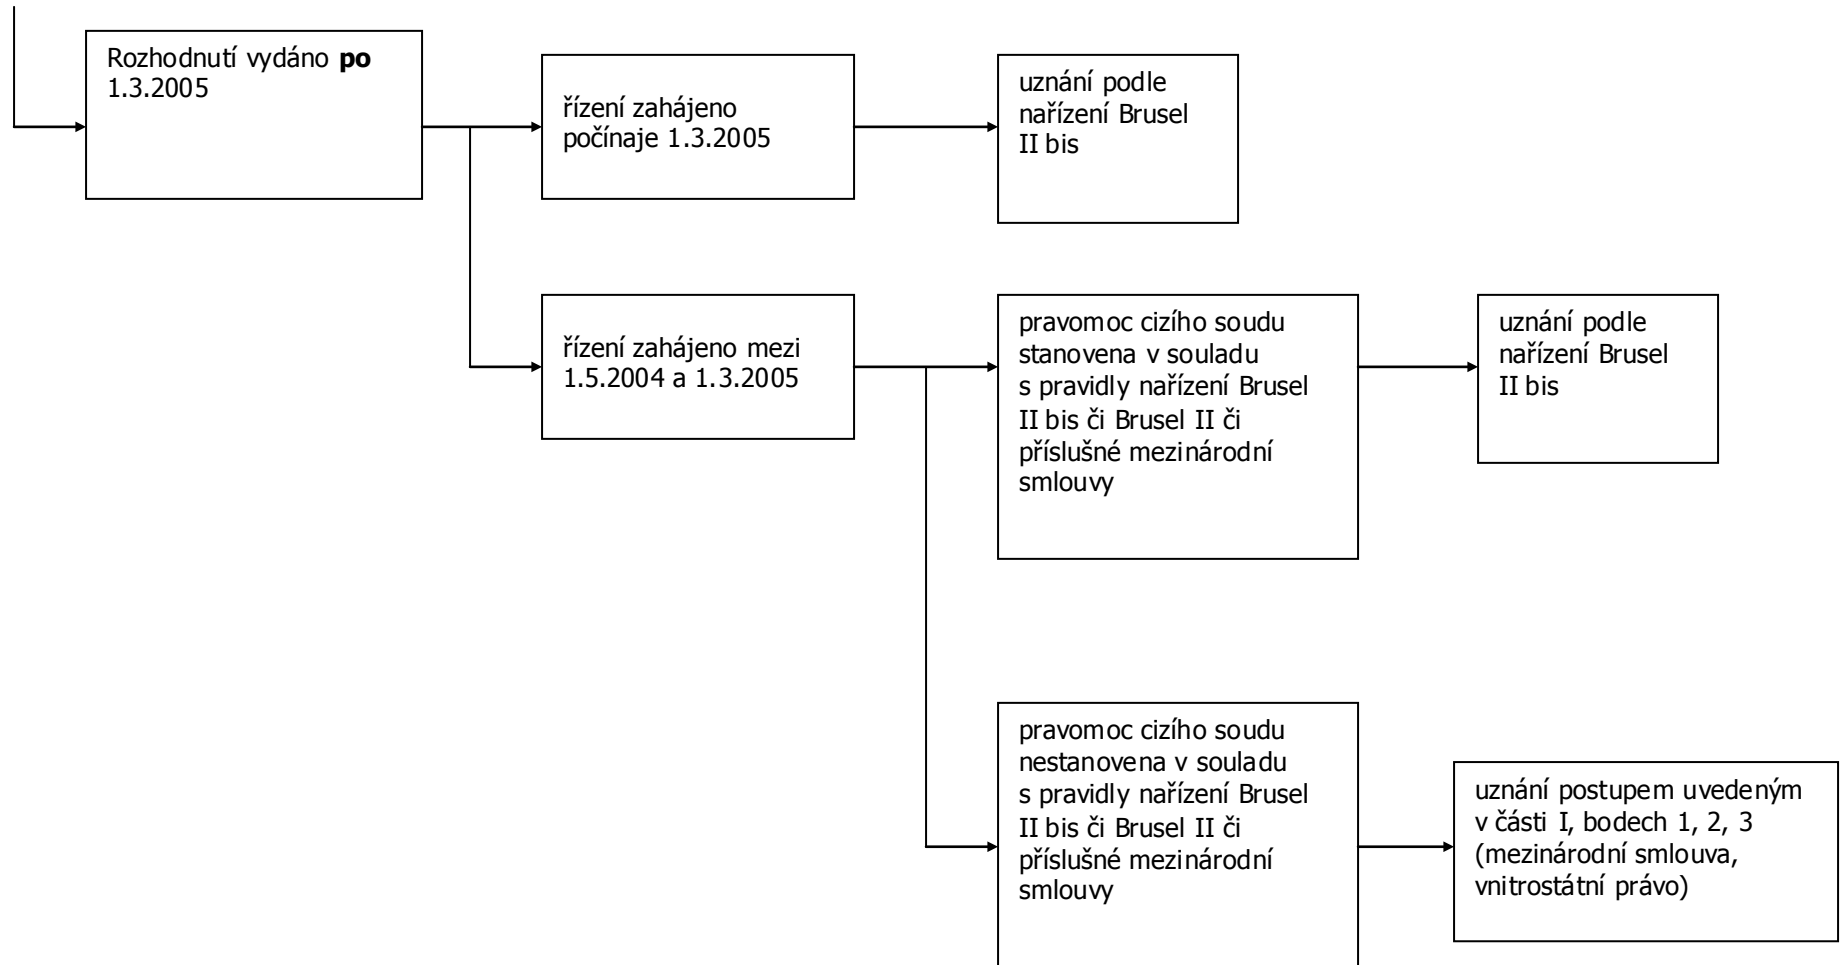 Rozhodnutí vydáno po
1.3.2005
řízení zahájeno
počínaje 1.3.2005
uznání podle
nařízení Brusel
II bis
řízení zahájeno mezi
1.5.2004 a 1.3.2005
pravomoc cizího soudu
stanovena v souladu
s pravidly nařízení Brusel
II bis či Brusel II či
příslušné mezinárodní
smlouvy
uznání podle
nařízení Brusel
II bis
pravomoc cizího soudu
nestanovena v souladu
s pravidly nařízení Brusel
II bis či Brusel II či
příslušné mezinárodní
smlouvy
uznání postupem uvedeným
v části I, bodech 1, 2, 3
(mezinárodní smlouva,
vnitrostátní právo)